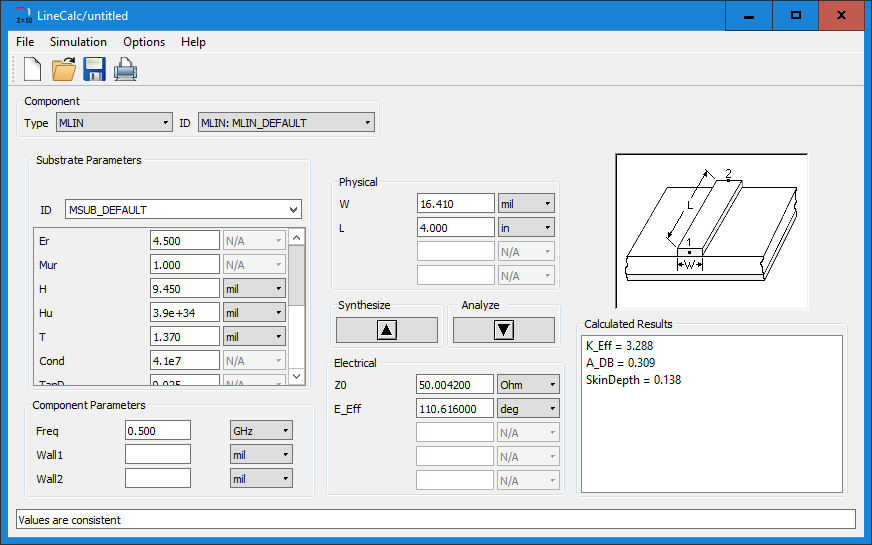 Z=50 LineCalc/untitled
File Simulation Options Help
Component
Type MLIN ID MLIN: MLIN_DEFAULT
Substrate Parameters
ID MSUB_DEFAULT
Er 4.500 N/A
Mur 1.000 N/A
H 9.450 mil
Hu 3.9e+34 mil
T 1.370 mil
Cond 4.1e7 N/A
TanD 0.025 N/A
Component Parameters
Freq 0.500 GHz
Wall1 mil
Wall2 mil
Physical
W 16.410 mil
L 4.000 in
N/A
N/A
Synthesize Analyze
Electrical
Z0 50.004200 Ohm
E_Eff 110.616000 deg
N/A
N/A
N/A
2
L
1
W
Calculated Results
K_Eff = 3.288
A_DB = 0.309
SkinDepth = 0.138
Values are consistent